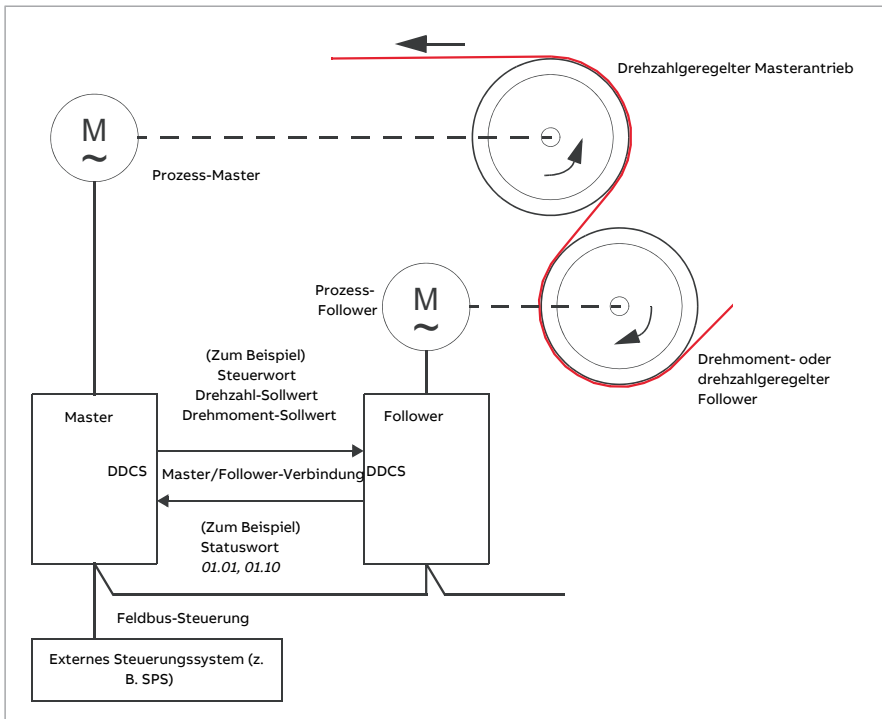 Drehzahlgeregelter Masterantrieb
M
~
Prozess-Master
Prozess-
Follower
M
~
Drehmoment- oder
drehzahlgeregelter
Follower
(Zum Beispiel)
Steuerwort
Drehzahl-Sollwert
Drehmoment-Sollwert
Master
Follower
DDCS
Master/Follower-Verbindung
DDCS
(Zum Beispiel)
Statuswort
01.01, 01.10
Feldbus-Steuerung
Externes Steuerungssystem (z.
B. SPS)